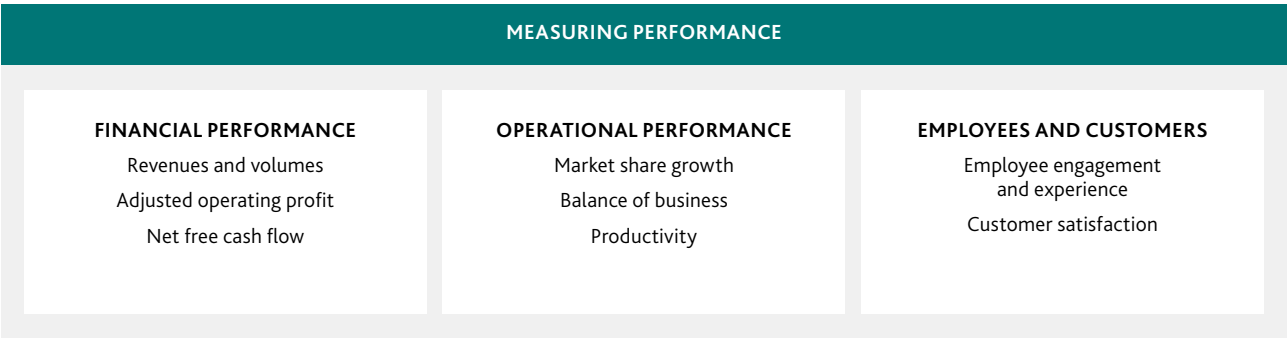 MEASURING PERFORMANCE
FINANCIAL PERFORMANCE
Revenues and volumes
Adjusted operating profit
Net free cash flow
OPERATIONAL PERFORMANCE
Market share growth
Balance of business
Productivity
EMPLOYEES AND CUSTOMERS
Employee engagement
and experience
Customer satisfaction